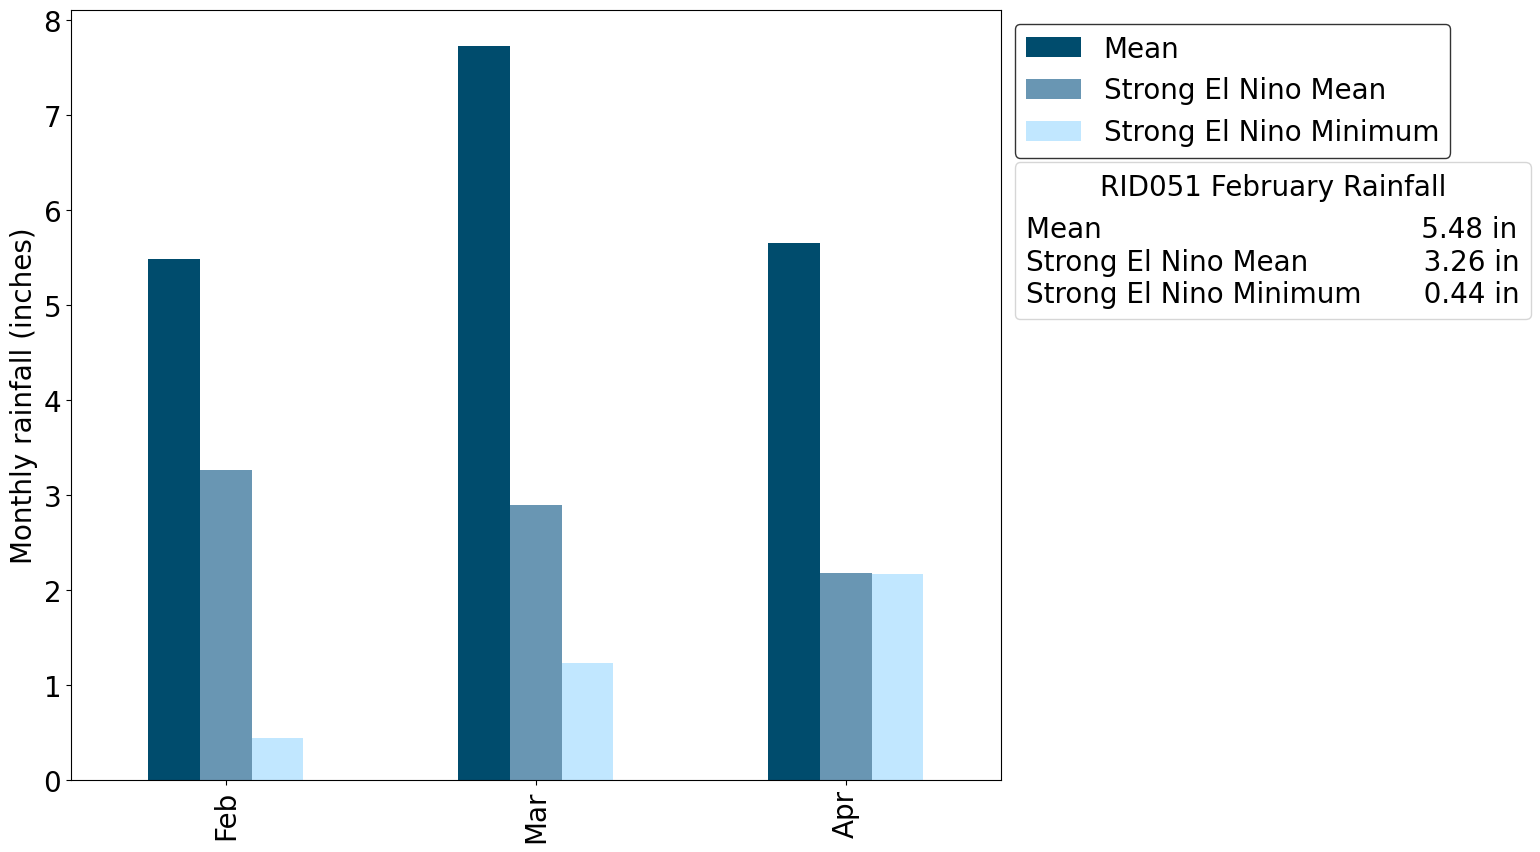 8
7
6
5
4
3
2
1
0
Monthly rainfall (inches)
Feb
Mar
Apr
Mean
Strong El Nino Mean
Strong El Nino Minimum
RID051 February Rainfall
Mean 5.48 in
Strong El Nino Mean 3.26 in
Strong El Nino Minimum 0.44 in